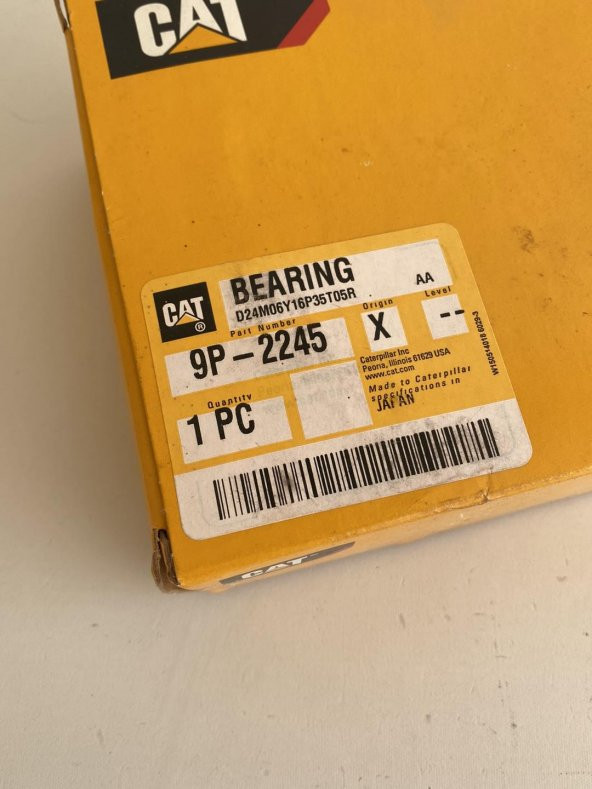 CAT
CAT®
BEARING
D24M06Y16P35T05R
AA
Part Number
Origin
Level
9P-2245
X
--
Caterpillar Inc
Peoria, Illinois 61629 USA
www.cat.com
Made to Caterpillar
specifications in
JAPAN
Quantity
1 PC
CAT